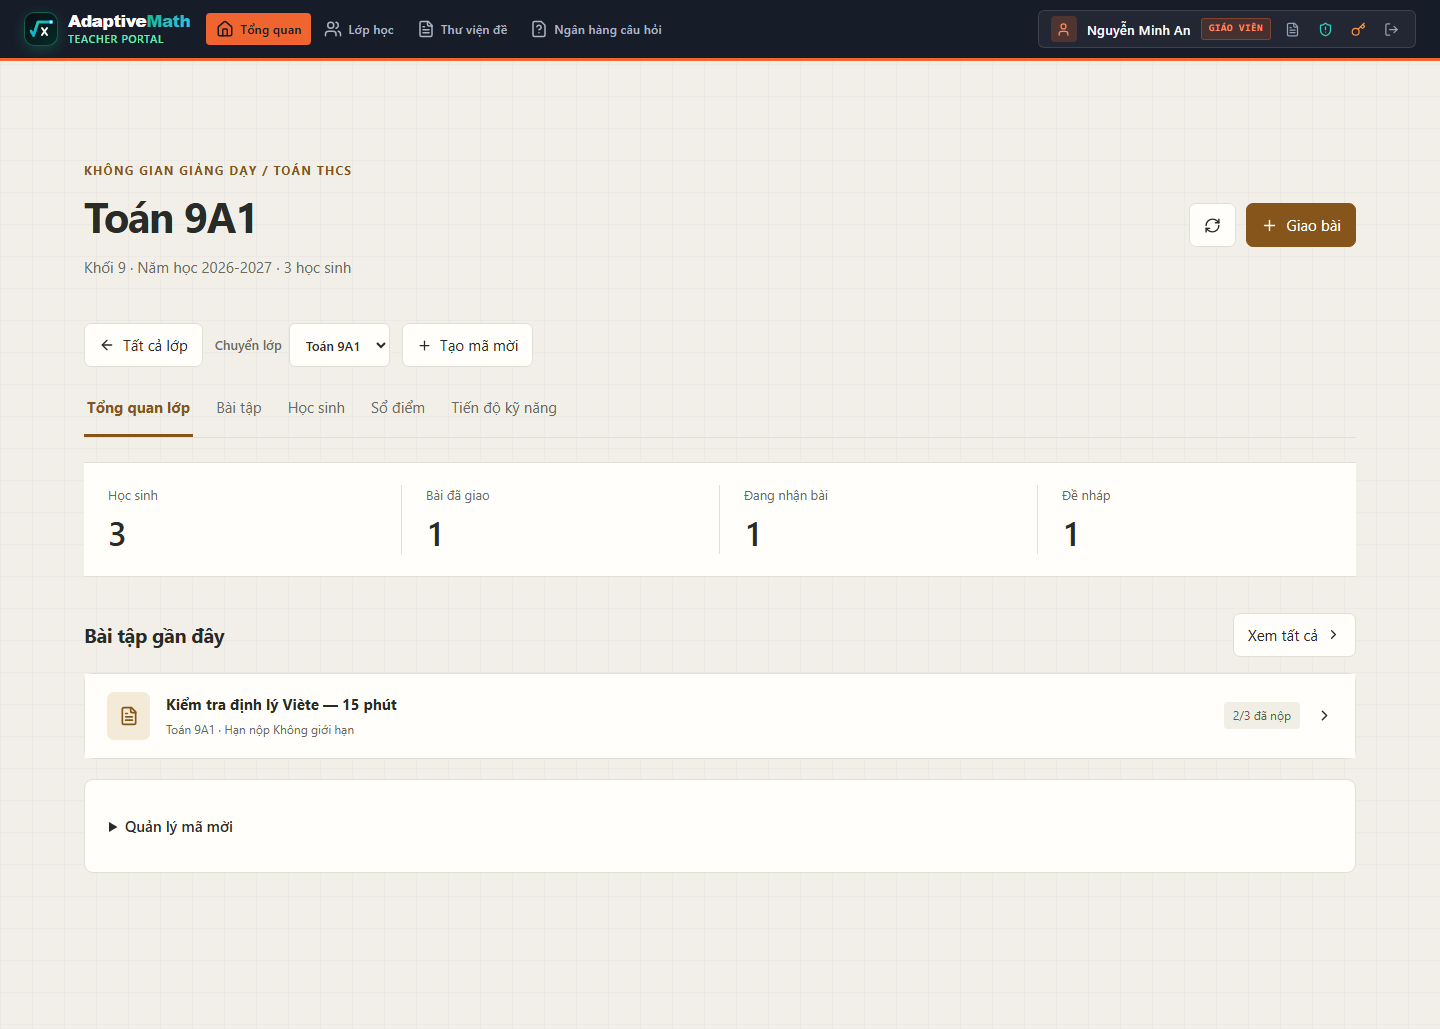 AdaptiveMath
TEACHER PORTAL
Tổng quan
Lớp học
Thư viện đề
Ngân hàng câu hỏi
Nguyễn Minh An
GIÁO VIÊN
KHÔNG GIAN GIẢNG DẠY / TOÁN THCS
Toán 9A1
Khối 9 · Năm học 2026-2027 · 3 học sinh
Giao bài
Tất cả lớp
Chuyển lớp
Toán 9A1
Tạo mã mời
Tổng quan lớp
Bài tập
Học sinh
Sổ điểm
Tiến độ kỹ năng
Học sinh
3
Bài đã giao
1
Đang nhận bài
1
Đề nháp
1
Bài tập gần đây
Xem tất cả
Kiểm tra định lý Viète — 15 phút
Toán 9A1 · Hạn nộp Không giới hạn
2/3 đã nộp
Quản lý mã mời